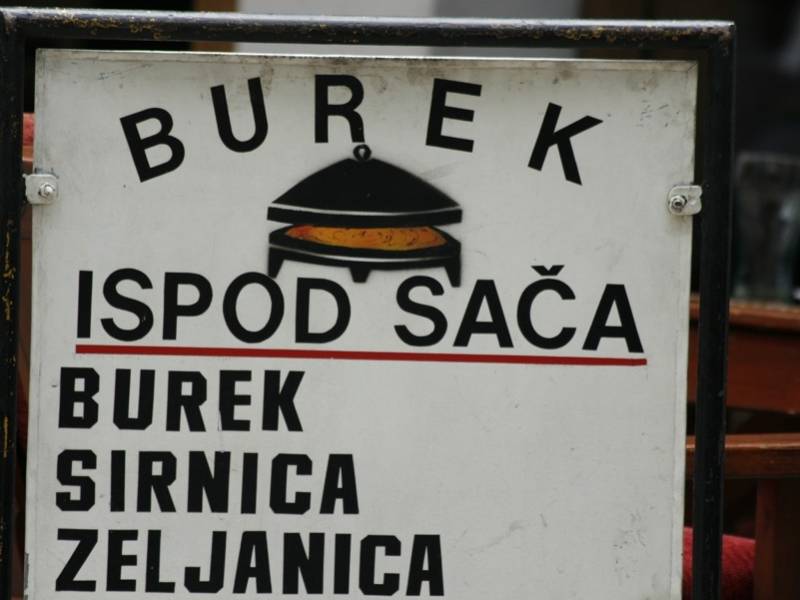 BUREK
ISPOD SAČA
BUREK
SIRNICA
ZELJANICA